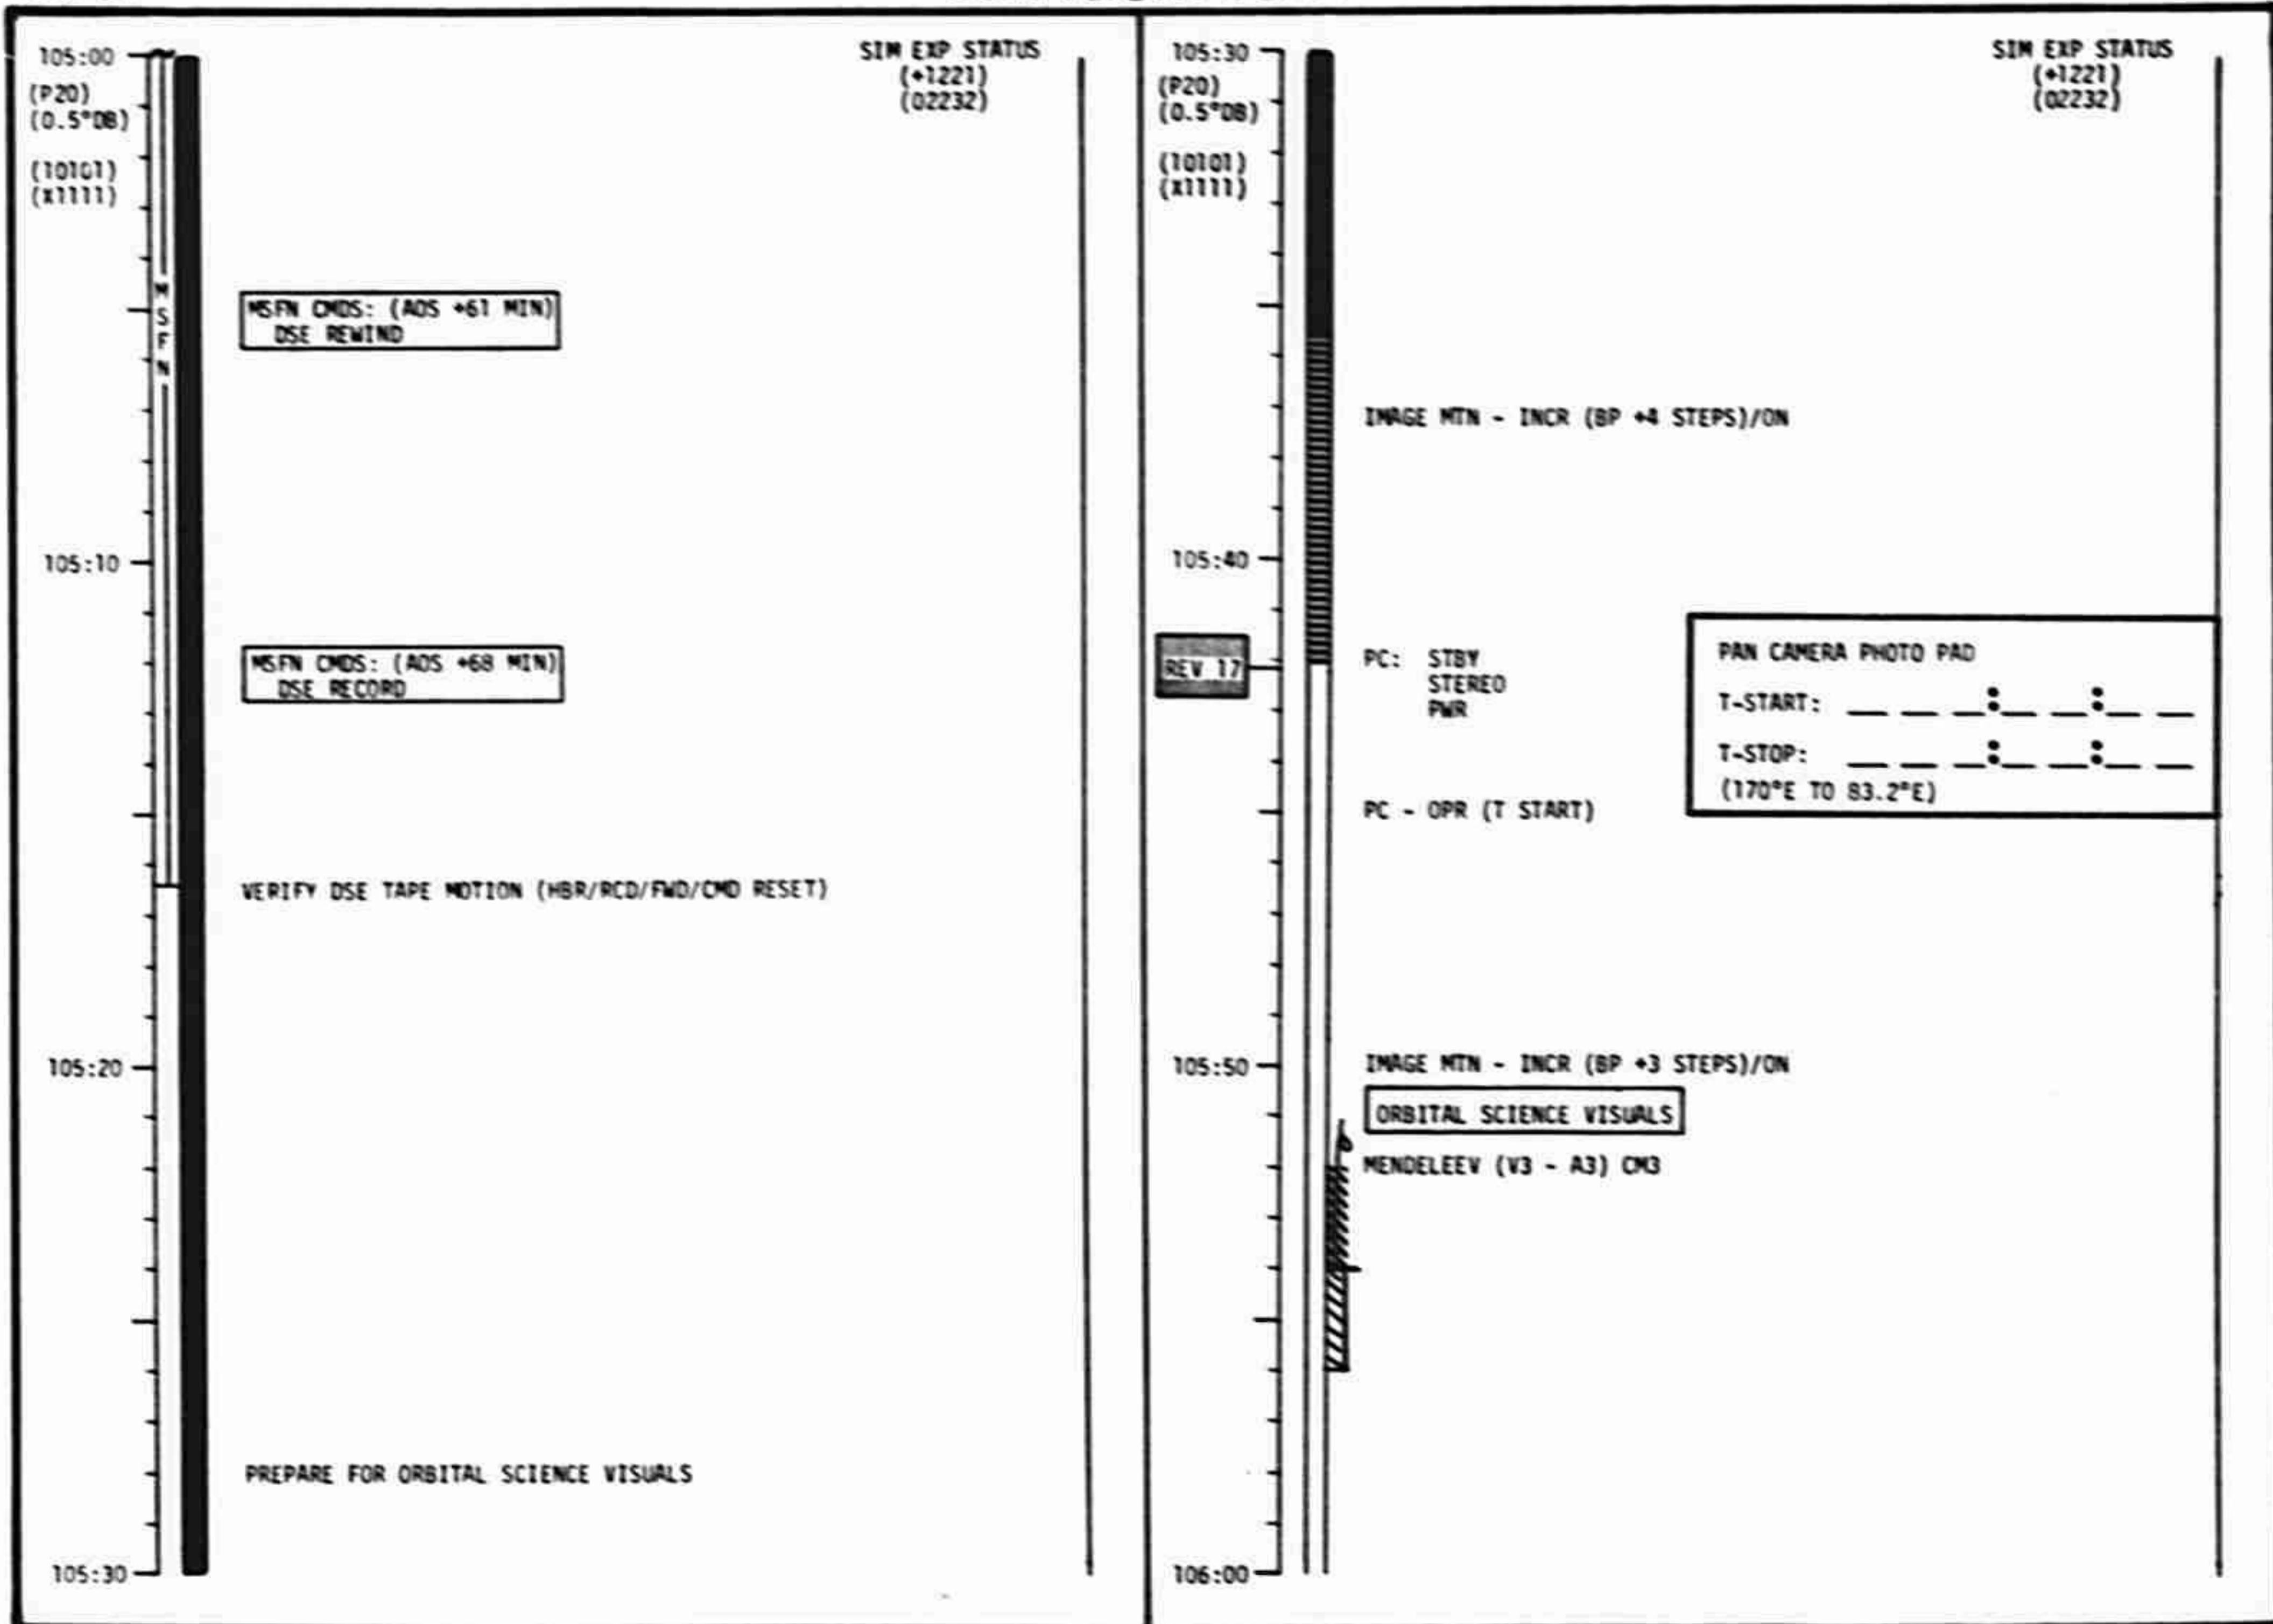 105:00
(P20)
(0.5°DB)
(10101)
(X1111)
SIM EXP STATUS
(+1221)
(02232)
MSFN
MSFN CMDS: (AOS +61 MIN)
DSE REWIND
105:10
MSFN CMDS: (AOS +68 MIN)
DSE RECORD
VERIFY DSE TAPE MOTION (HBR/RCD/FWD/CMD RESET)
105:20
PREPARE FOR ORBITAL SCIENCE VISUALS
105:30
105:30
(P20)
(0.5°DB)
(10101)
(X1111)
SIM EXP STATUS
(+1221)
(02232)
IMAGE MTN - INCR (BP +4 STEPS)/ON
105:40
REV 17
PC: STBY
STEREO
PWR
PAN CAMERA PHOTO PAD
T-START: _ _ _:_ _:_ _
T-STOP: _ _ _:_ _:_ _
(170°E TO 83.2°E)
PC - OPR (T START)
105:50
IMAGE MTN - INCR (BP +3 STEPS)/ON
ORBITAL SCIENCE VISUALS
MENDELEEV (V3 - A3) CM3
106:00